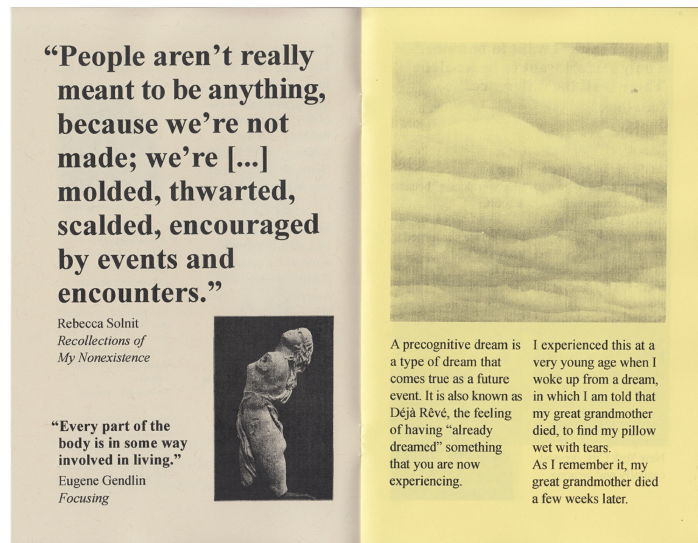 “People aren’t really
meant to be anything,
because we’re not
made; we’re [...]
molded, thwarted,
scalded, encouraged
by events and
encounters.”
Rebecca Solnit
Recollections of
My Nonexistence
“Every part of the
body is in some way
involved in living.”
Eugene Gendlin
Focusing
A precognitive dream is
a type of dream that
comes true as a future
event. It is also known as
Déjà Rêvé, the feeling
of having “already
dreamed” something
that you are now
experiencing.
I experienced this at a
very young age when I
woke up from a dream,
in which I am told that
my great grandmother
died, to find my pillow
wet with tears.
As I remember it, my
great grandmother died
a few weeks later.